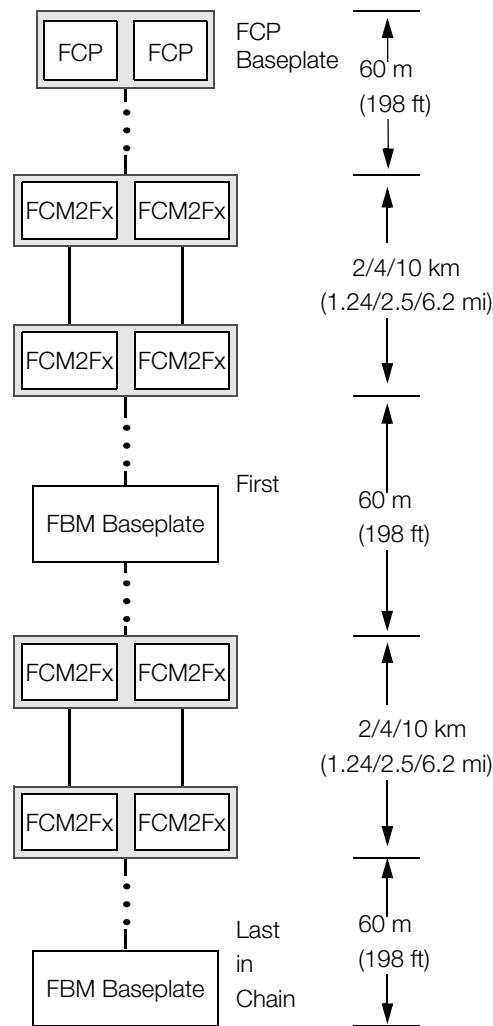 FCP
FCP
FCP
Baseplate
60 m
(198 ft)
FCM2Fx
FCM2Fx
2/4/10 km
(1.24/2.5/6.2 mi)
FCM2Fx
FCM2Fx
First
FBM Baseplate
60 m
(198 ft)
FCM2Fx
FCM2Fx
2/4/10 km
(1.24/2.5/6.2 mi)
FCM2Fx
FCM2Fx
60 m
(198 ft)
Last
in
Chain
FBM Baseplate